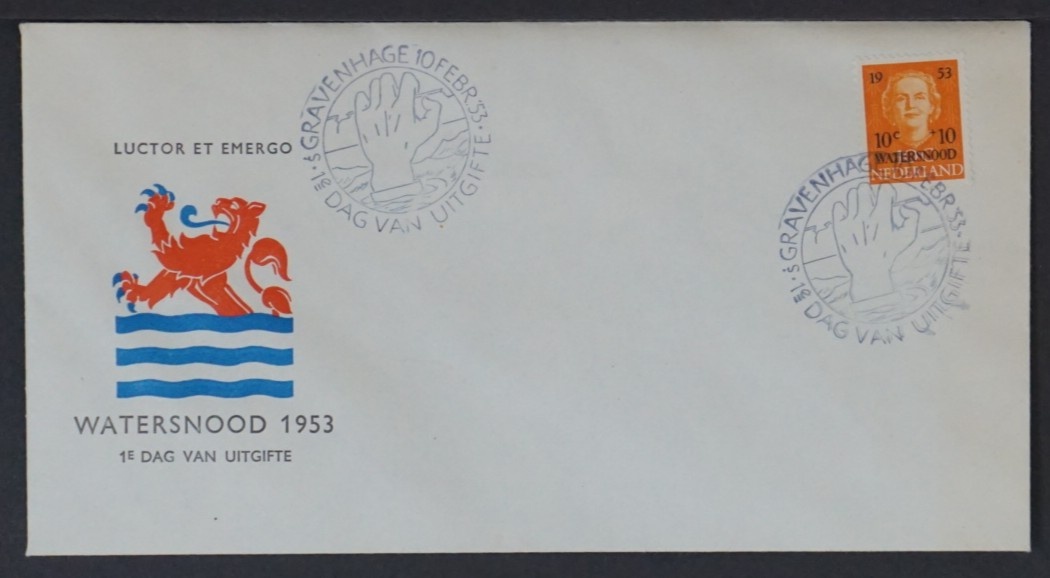 'S GRAVENHAGE 10 FEBR. '53.
1E DAG VAN UITGIFTE
LUCTOR ET EMERGO
WATERSNOOD 1953
1E DAG VAN UITGIFTE
19 53
10c +10
WATERSNOOD
NEDERLAND
'S GRAVENHAGE 10 FEBR. '53.
1E DAG VAN UITGIFTE